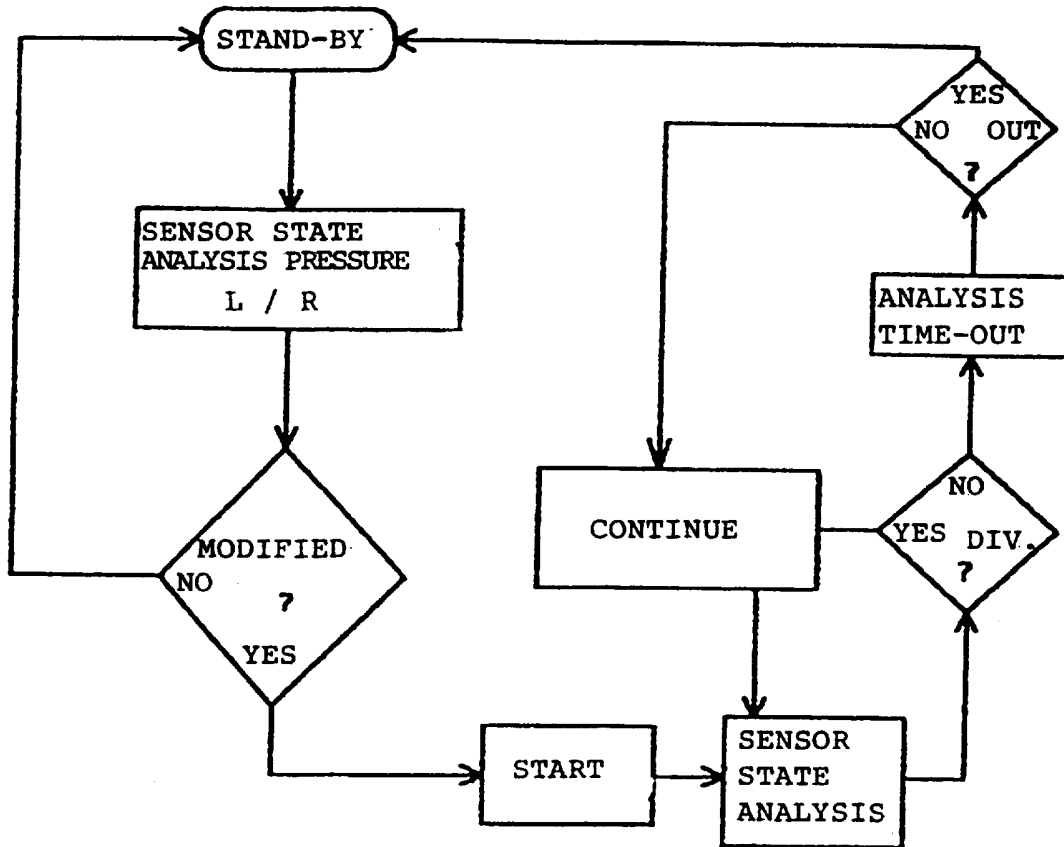 STAND-BY
SENSOR STATE
ANALYSIS PRESSURE
L / R
MODIFIED
NO
?
YES
START
SENSOR
STATE
ANALYSIS
CONTINUE
NO
YES DIV.
?
ANALYSIS
TIME-OUT
YES
NO OUT
?